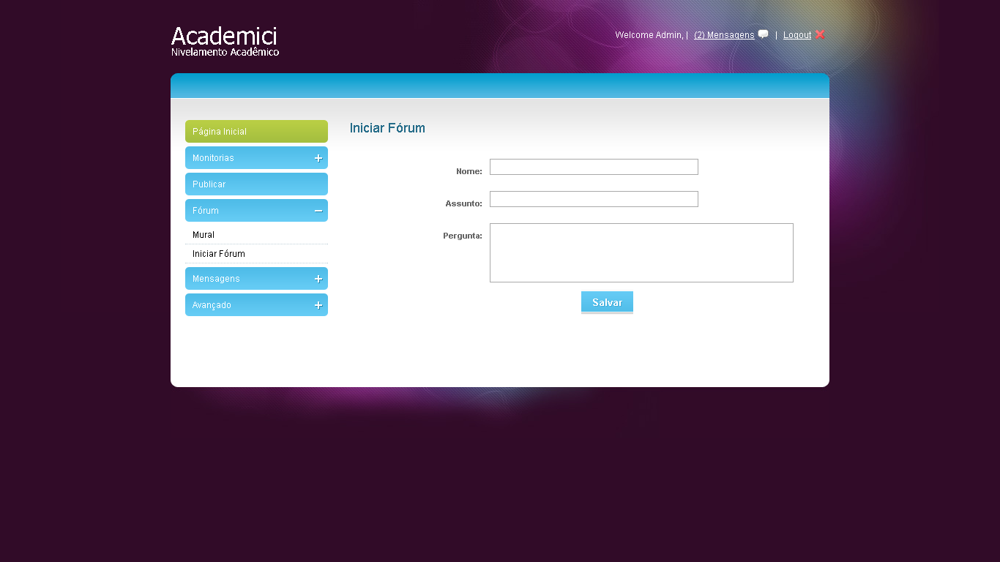 Academici
Nivelamento Acadêmico
Welcome Admin, | (2) Mensagens | Logout
Página Inicial
Monitorias
Publicar
Fórum
Mural
Iniciar Fórum
Mensagens
Avançado
Iniciar Fórum
Nome:
Assunto:
Pergunta:
Salvar